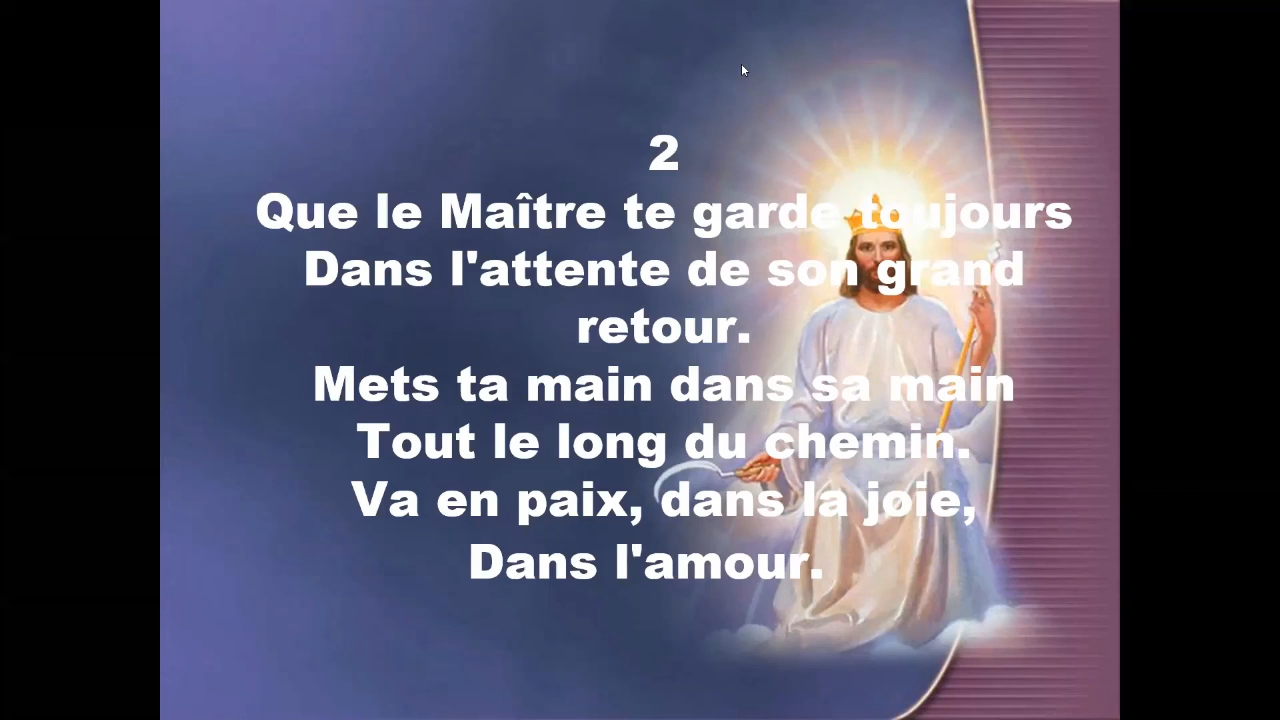 2
Que le Maître te garde toujours
Dans l'attente de son grand
retour.
Mets ta main dans sa main
Tout le long du chemin.
Va en paix, dans la joie,
Dans l'amour.